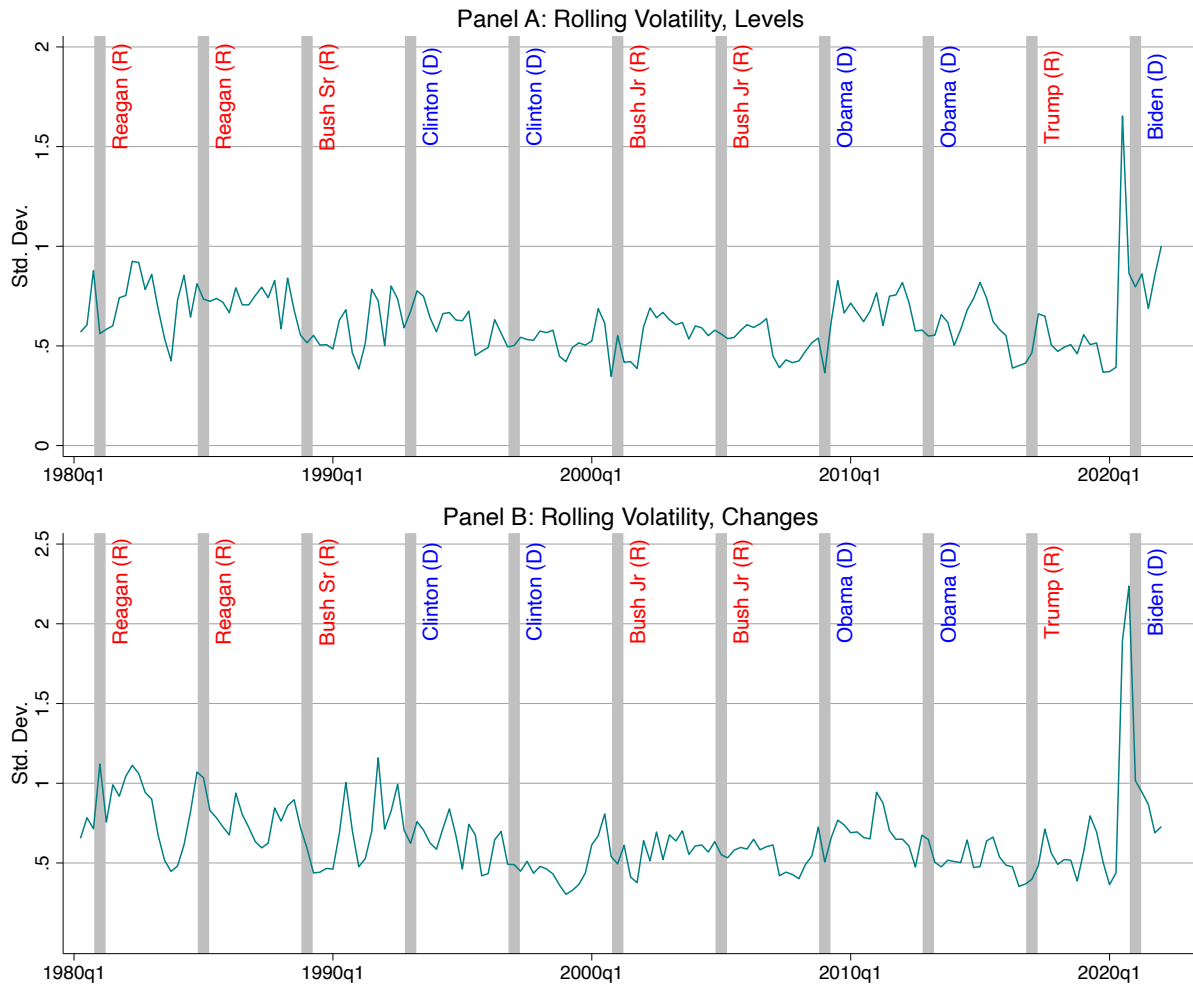 Panel A: Rolling Volatility, Levels
2
1.5
1
.5
0
Std. Dev.
Reagan (R)
Reagan (R)
Bush Sr (R)
Clinton (D)
Clinton (D)
Bush Jr (R)
Bush Jr (R)
Obama (D)
Obama (D)
Trump (R)
Biden (D)
1980q1 1990q1 2000q1 2010q1 2020q1
Panel B: Rolling Volatility, Changes
2.5
2
1.5
1
.5
Std. Dev.
Reagan (R)
Reagan (R)
Bush Sr (R)
Clinton (D)
Clinton (D)
Bush Jr (R)
Bush Jr (R)
Obama (D)
Obama (D)
Trump (R)
Biden (D)
1980q1 1990q1 2000q1 2010q1 2020q1